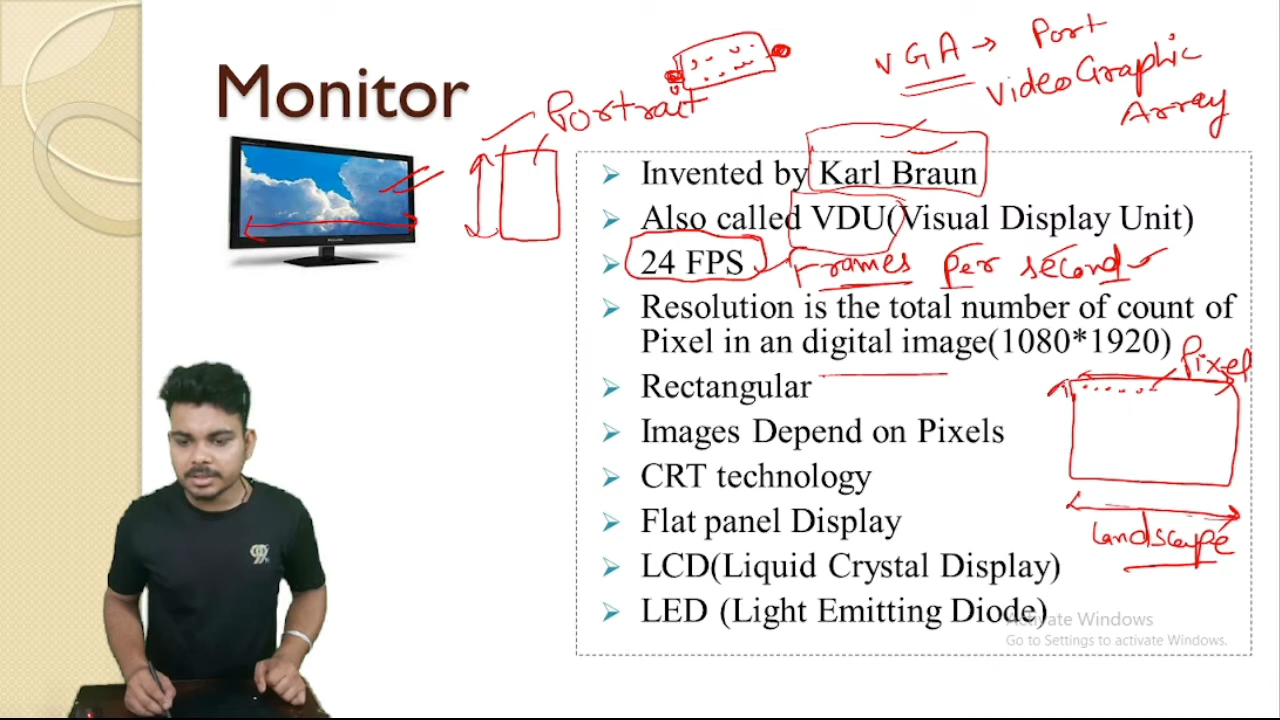 Monitor
Portrait
VGA → Port
Video Graphic
Array
Invented by Karl Braun
Also called VDU(Visual Display Unit)
24 FPS
Frames Per second
Resolution is the total number of count of
Pixel in an digital image(1080*1920)
Pixel
Rectangular
Images Depend on Pixels
CRT technology
Flat panel Display
Landscape
LCD(Liquid Crystal Display)
LED (Light Emitting Diode)
Activate Windows
Go to Settings to activate Windows.